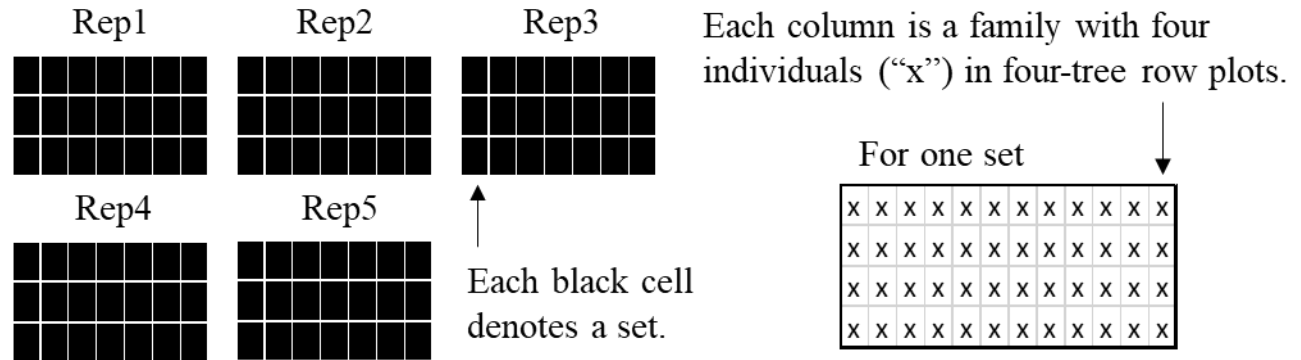 Rep1
Rep2
Rep3
Rep4
Rep5
Each black cell
denotes a set.
Each column is a family with four
individuals (“x”) in four-tree row plots.
For one set
x x x x x x x x x x x x
x x x x x x x x x x x x
x x x x x x x x x x x x
x x x x x x x x x x x x